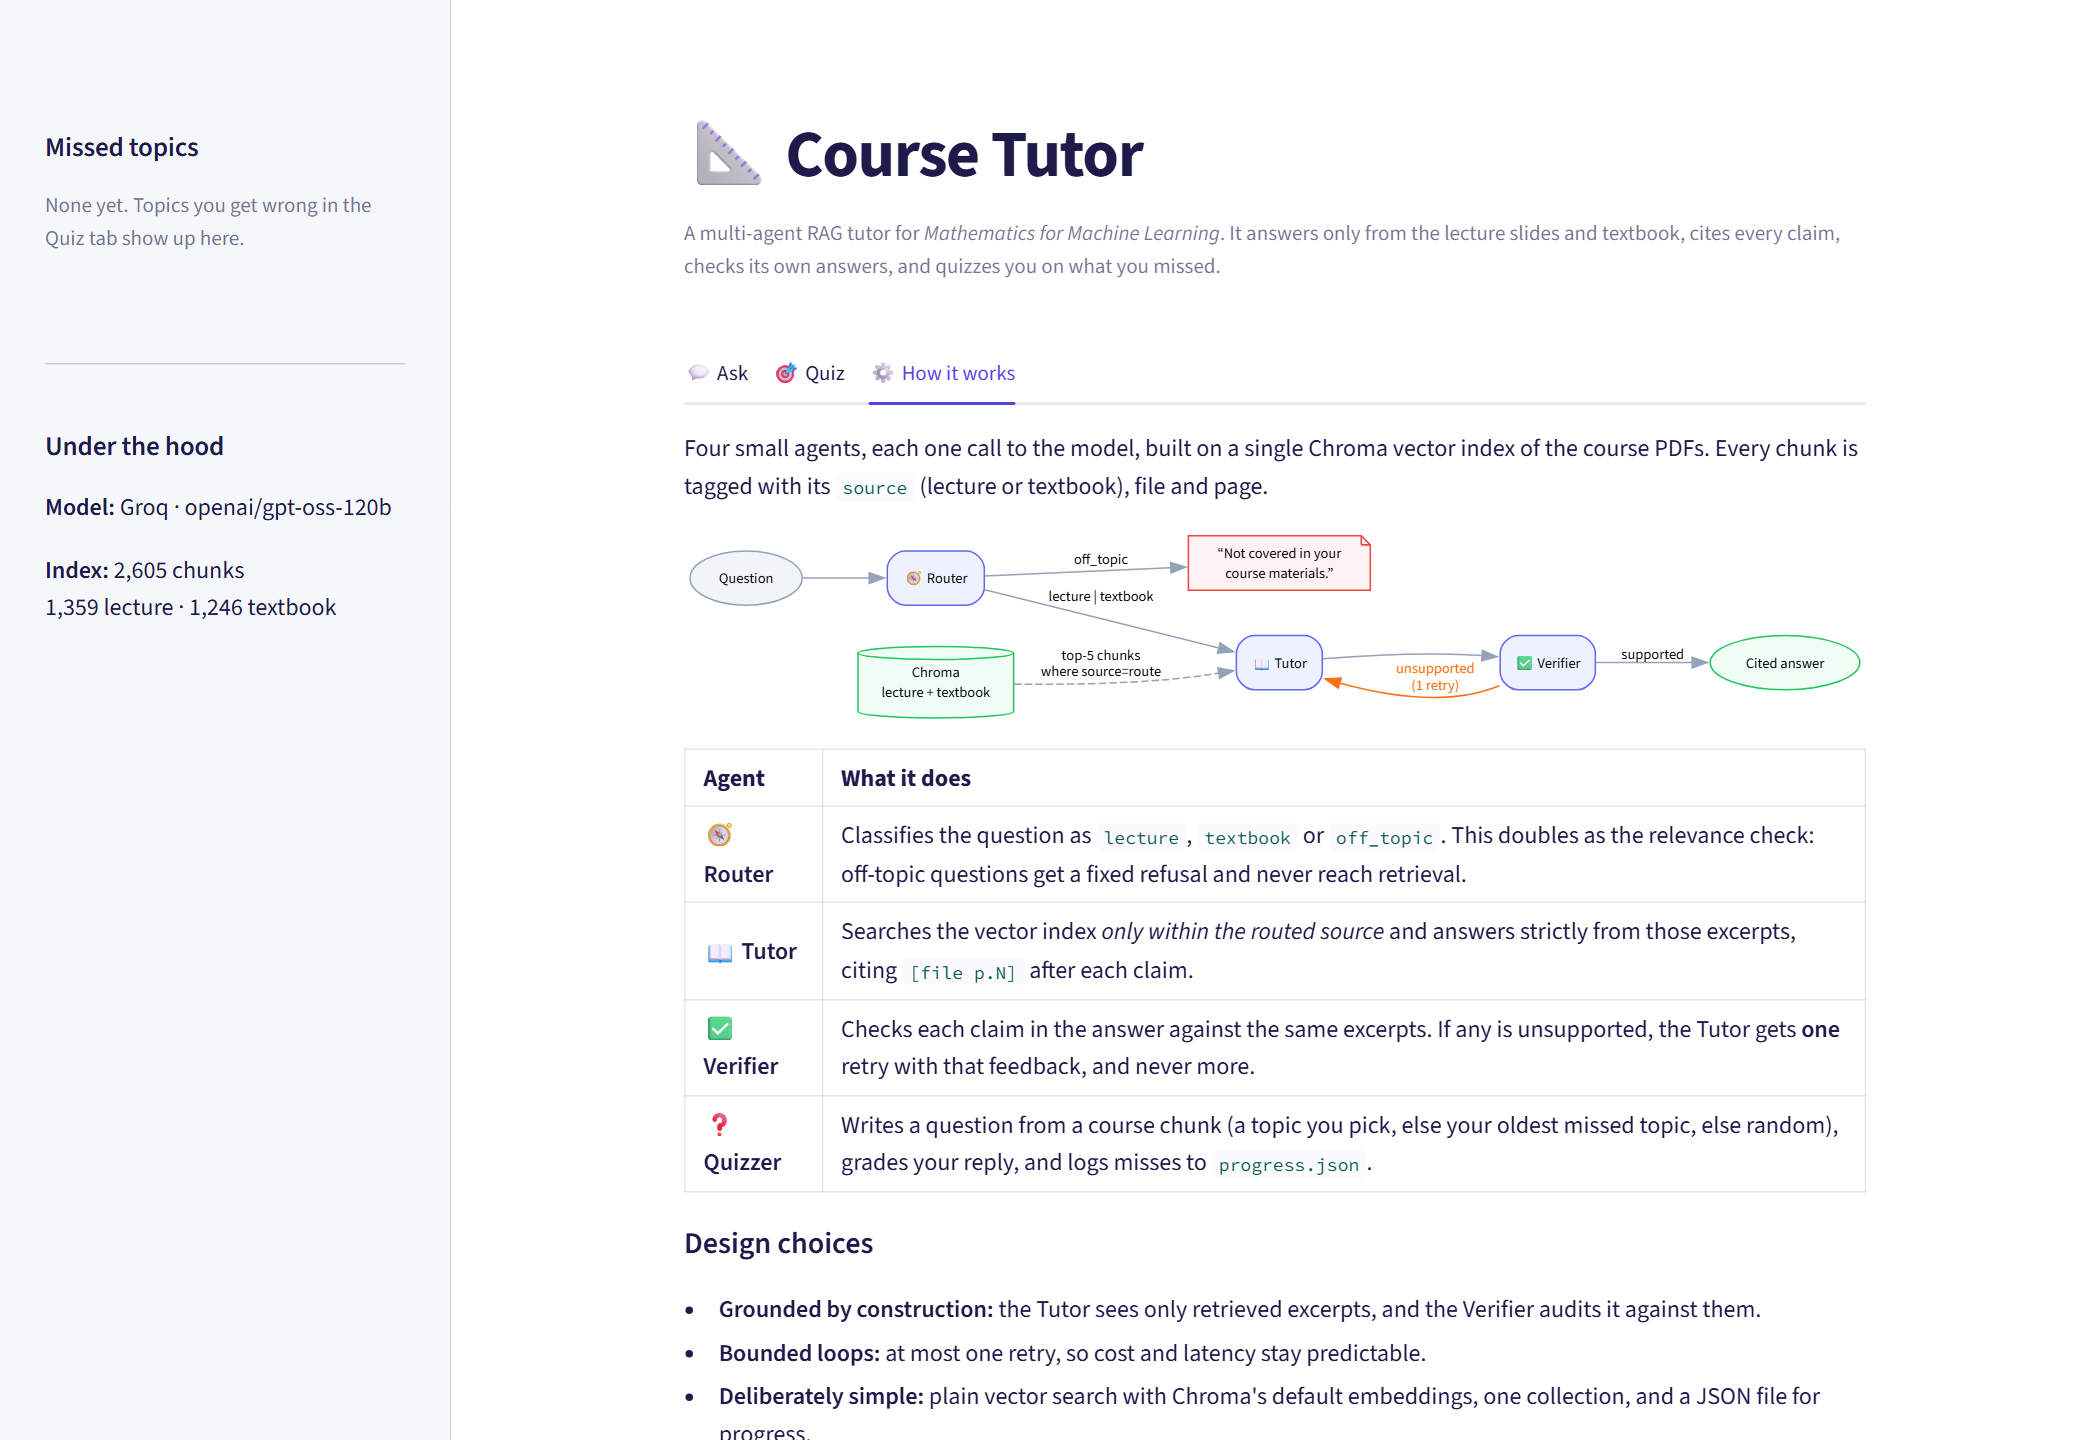 Missed topics
None yet. Topics you get wrong in the
Quiz tab show up here.
Under the hood
Model: Groq · openai/gpt-oss-120b
Index: 2,605 chunks
1,359 lecture · 1,246 textbook
Course Tutor
A multi-agent RAG tutor for Mathematics for Machine Learning. It answers only from the lecture slides and textbook, cites every claim,
checks its own answers, and quizzes you on what you missed.
Ask Quiz How it works
Four small agents, each one call to the model, built on a single Chroma vector index of the course PDFs. Every chunk is
tagged with its source (lecture or textbook), file and page.
Question
Router
off_topic
“Not covered in your
course materials.”
lecture | textbook
Chroma
lecture + textbook
top-5 chunks
where source=route
Tutor
unsupported
(1 retry)
Verifier
supported
Cited answer
Agent What it does
Router
Classifies the question as lecture , textbook or off_topic . This doubles as the relevance check:
off-topic questions get a fixed refusal and never reach retrieval.
Tutor
Searches the vector index only within the routed source and answers strictly from those excerpts,
citing [file p.N] after each claim.
Verifier
Checks each claim in the answer against the same excerpts. If any is unsupported, the Tutor gets one
retry with that feedback, and never more.
Quizzer
Writes a question from a course chunk (a topic you pick, else your oldest missed topic, else random),
grades your reply, and logs misses to progress.json .
Design choices
• Grounded by construction: the Tutor sees only retrieved excerpts, and the Verifier audits it against them.
• Bounded loops: at most one retry, so cost and latency stay predictable.
• Deliberately simple: plain vector search with Chroma's default embeddings, one collection, and a JSON file for
progress.